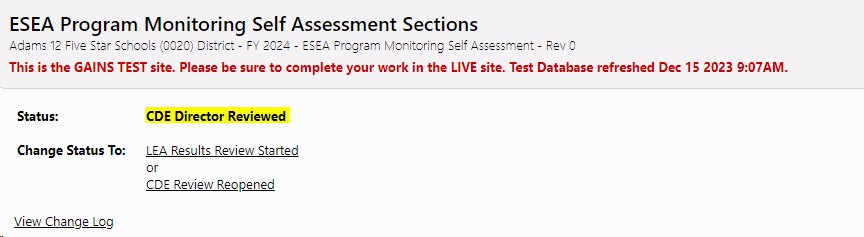 ESEA Program Monitoring Self Assessment Sections
Adams 12 Five Star Schools (0020) District - FY 2024 - ESEA Program Monitoring Self Assessment - Rev 0
This is the GAINS TEST site. Please be sure to complete your work in the LIVE site. Test Database refreshed Dec 15 2023 9:07AM.
Status: CDE Director Reviewed
Change Status To: LEA Results Review Started
or
CDE Review Reopened
View Change Log